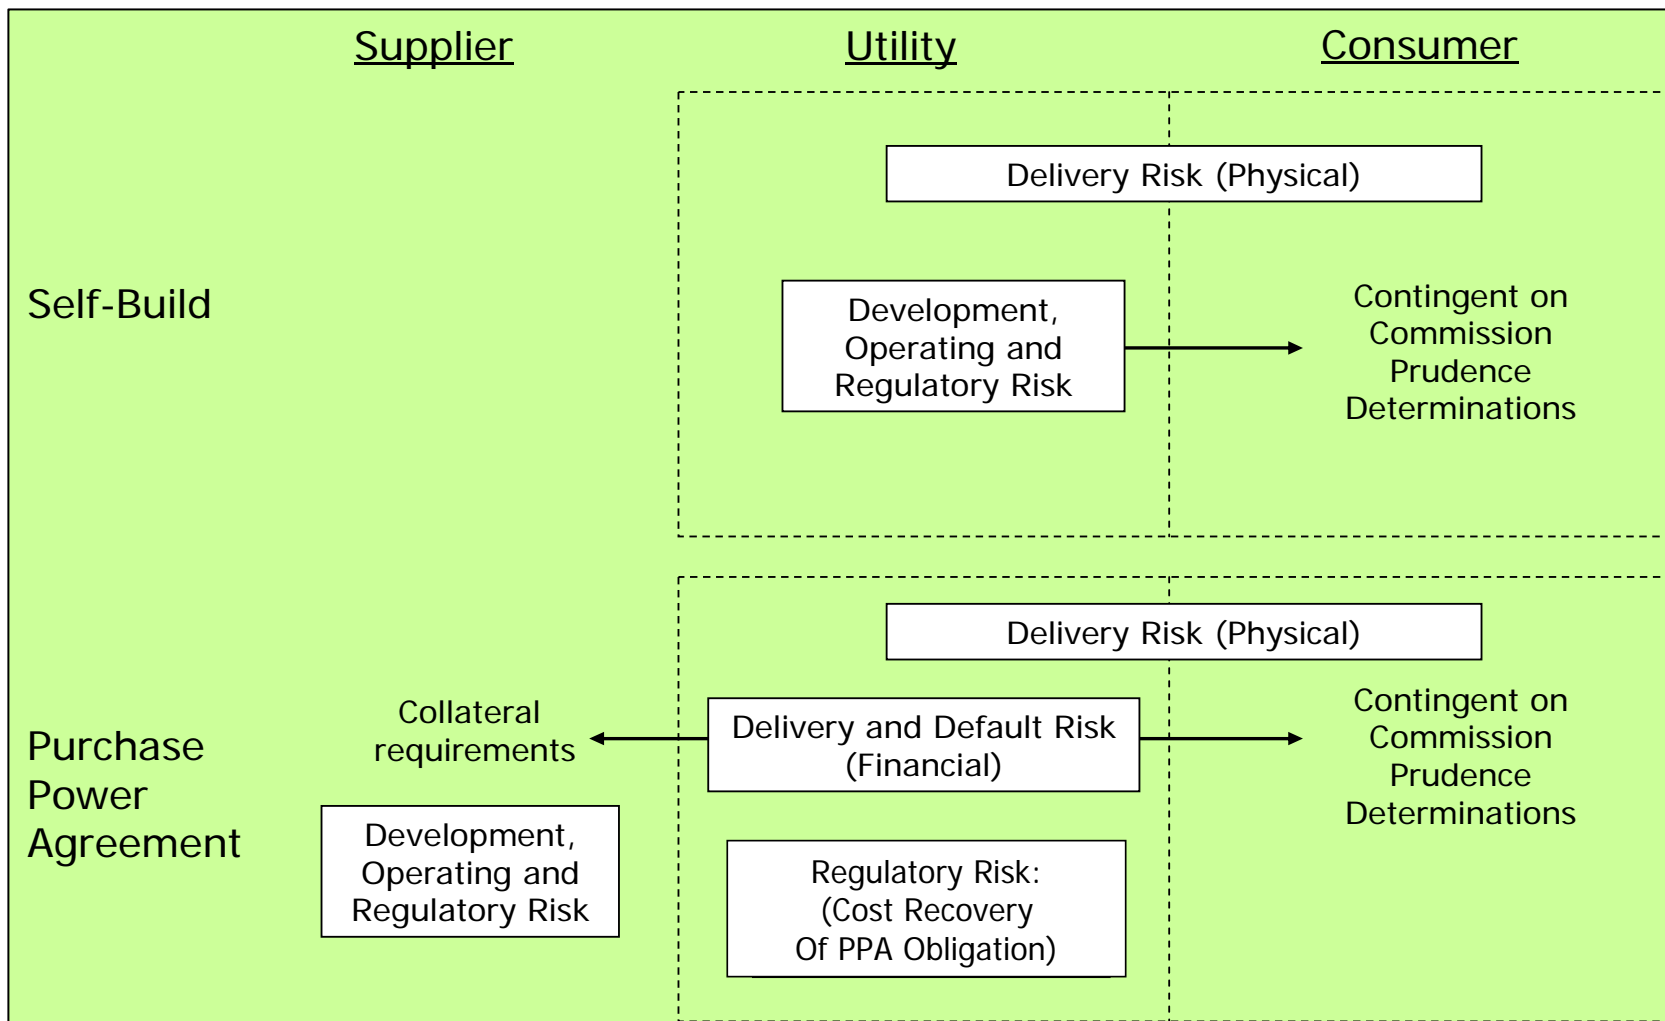 Supplier
Utility
Consumer
Self-Build
Delivery Risk (Physical)
Development,
Operating and
Regulatory Risk
Contingent on
Commission
Prudence
Determinations
Purchase
Power
Agreement
Delivery Risk (Physical)
Collateral
requirements
Delivery and Default Risk
(Financial)
Contingent on
Commission
Prudence
Determinations
Development,
Operating and
Regulatory Risk
Regulatory Risk:
(Cost Recovery
Of PPA Obligation)